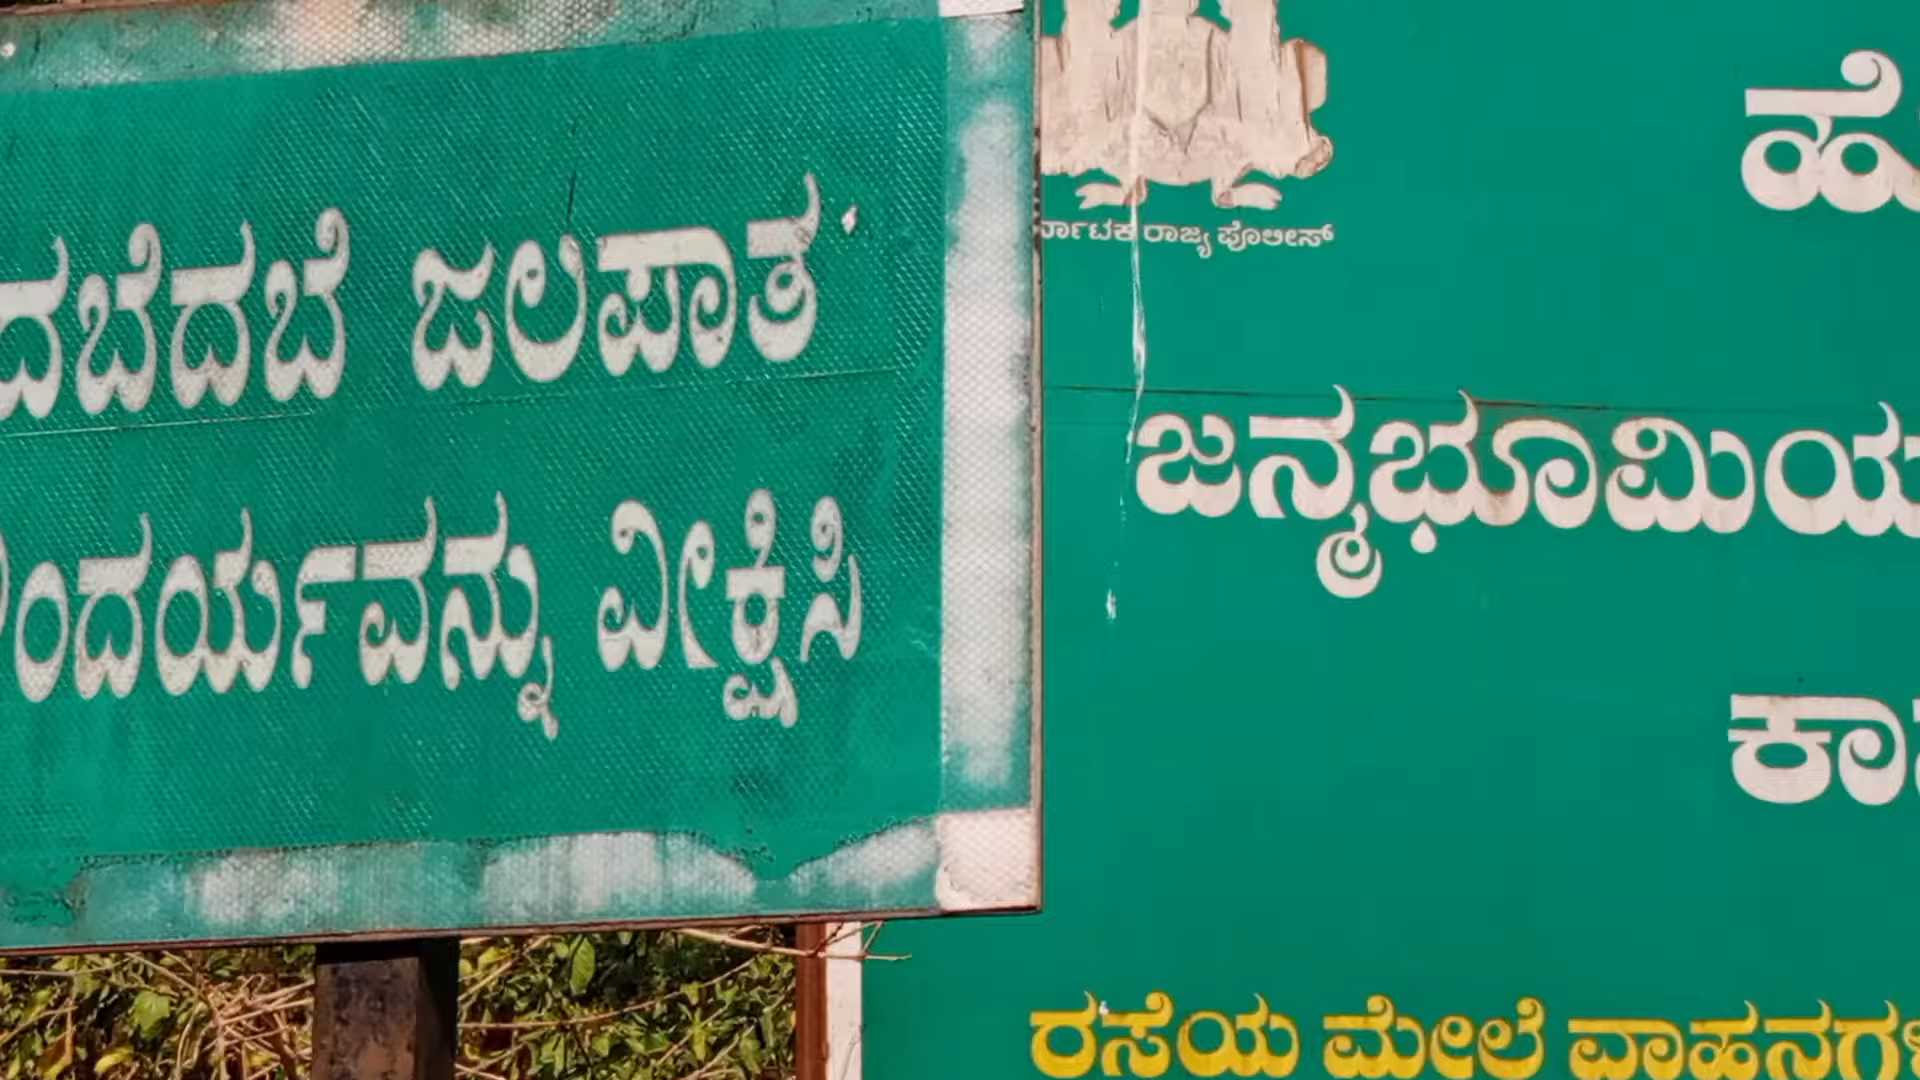 ದಬೆದಬೆ ಜಲಪಾತ
ಸೌಂದರ್ಯವನ್ನು ವೀಕ್ಷಿಸಿ
ರ್ನಾಟಕ ರಾಜ್ಯ ಪೊಲೀಸ್
ಹೆ
ಜನ್ಮಭೂಮಿಯ
ಕಾ
ರಸೆಯ ಮೇಲೆ ವಾಹನಗಳ